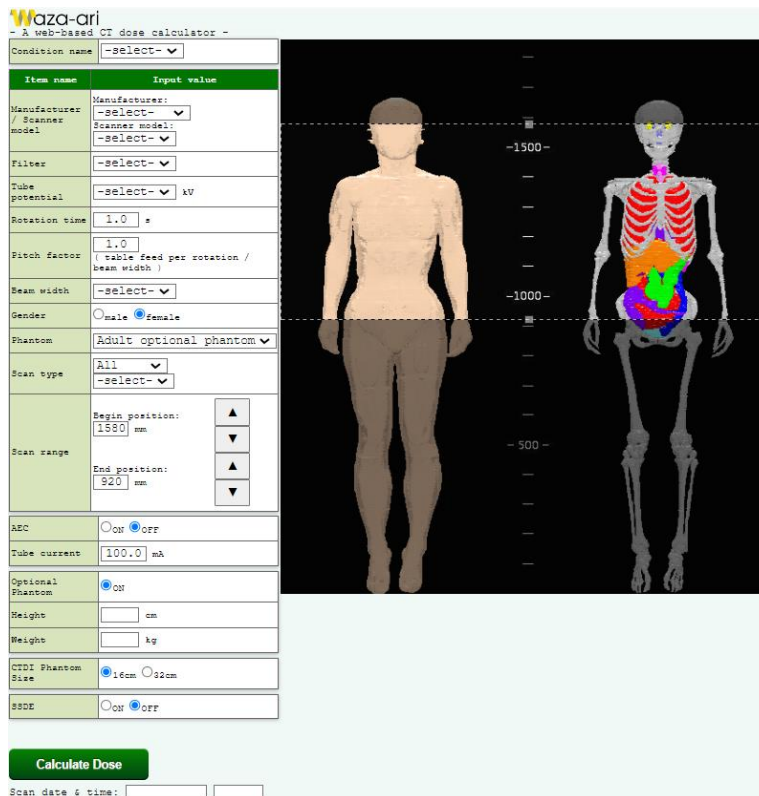 Waza-ari
- A web-based CT dose calculator -
Condition name -select-
Item name Input value
Manufacturer / Scanner model
Manufacturer:
-select-
Scanner model:
-select-
Filter -select-
Tube potential -select- kV
Rotation time 1.0 s
Pitch factor 1.0
( table feed per rotation /
beam width )
Beam width -select-
Gender male female
Phantom Adult optional phantom
Scan type All
-select-
Scan range
Begin position:
1580 mm
End position:
920 mm
AEC ON OFF
Tube current 100.0 mA
Optional Phantom ON
Height cm
Weight kg
CTDI Phantom Size 16cm 32cm
SSDE ON OFF
Calculate Dose
Scan date & time:
-1500-
-1000-
- 500 -